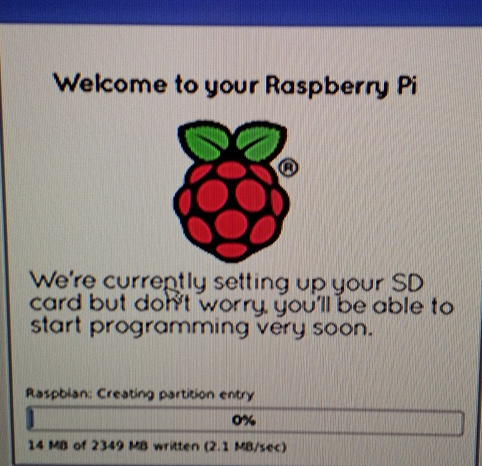 Welcome to your Raspberry Pi
®
We're currently setting up your SD
card but don't worry, you'll be able to
start programming very soon.
Raspbian: Creating partition entry
0%
14 MB of 2349 MB written (2.1 MB/sec)